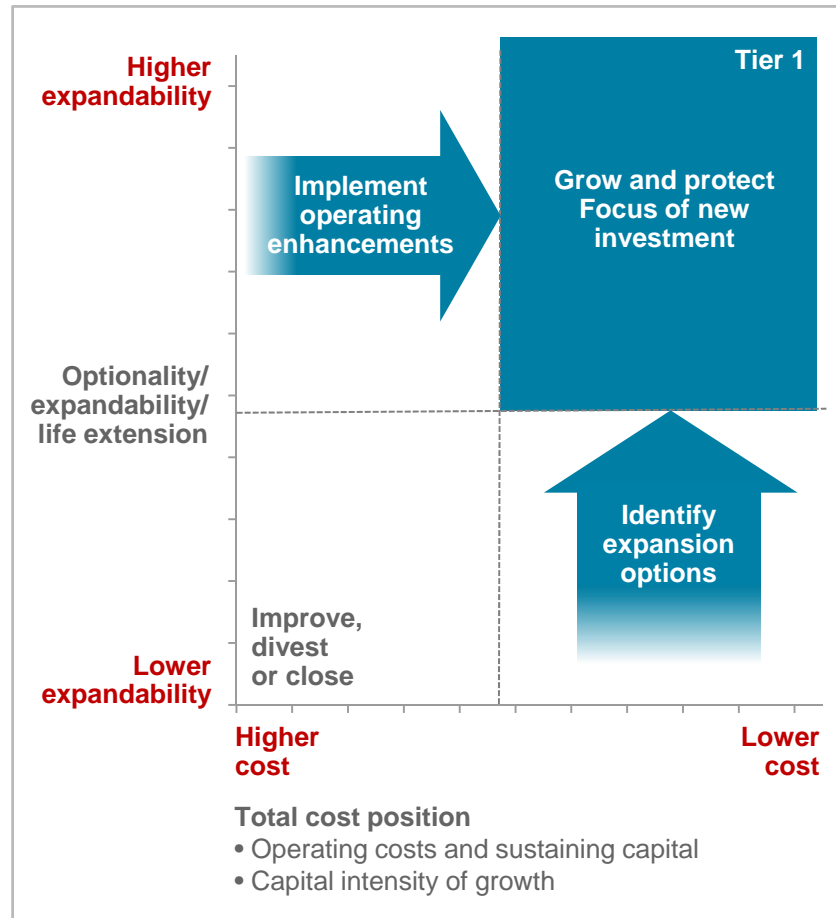 Higher
expandability
Tier 1
Implement
operating
enhancements
Grow and protect
Focus of new
investment
Optionality/
expandability/
life extension
Identify
expansion
options
Improve,
divest
or close
Lower
expandability
Higher
cost
Lower
cost
Total cost position
• Operating costs and sustaining capital
• Capital intensity of growth